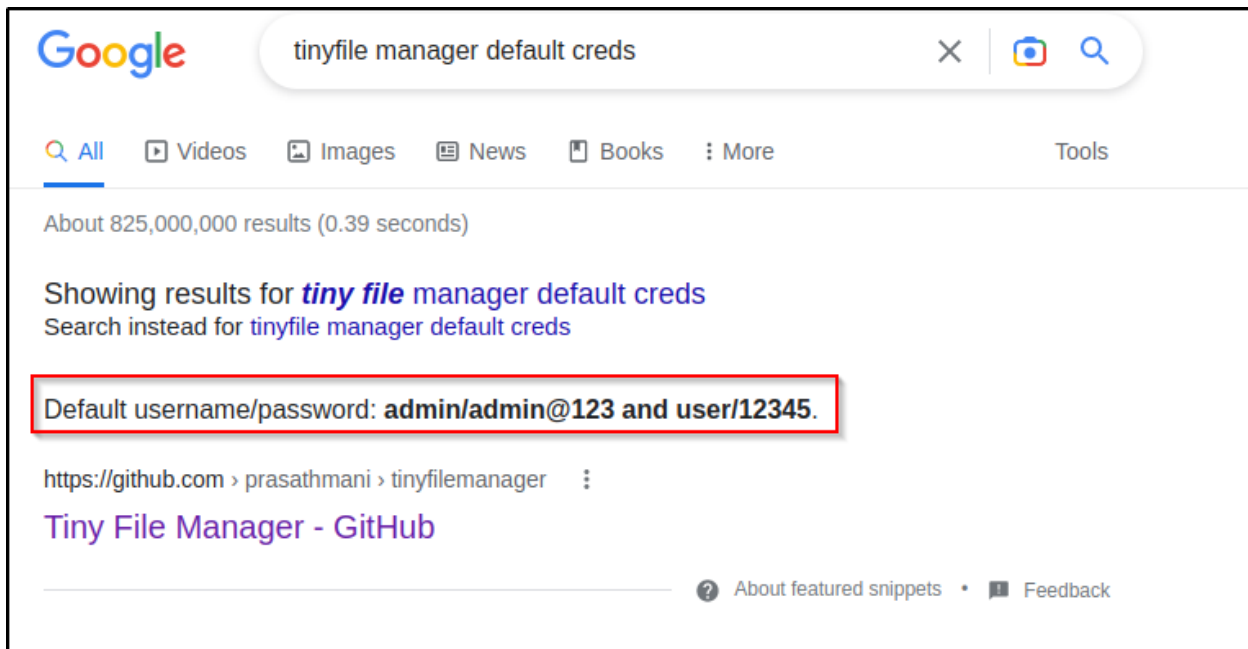 Google
tinyfile manager default creds
All Videos Images News Books More Tools
About 825,000,000 results (0.39 seconds)
Showing results for tiny file manager default creds
Search instead for tinyfile manager default creds
Default username/password: admin/admin@123 and user/12345.
https://github.com › prasathmani › tinyfilemanager
Tiny File Manager - GitHub
About featured snippets • Feedback